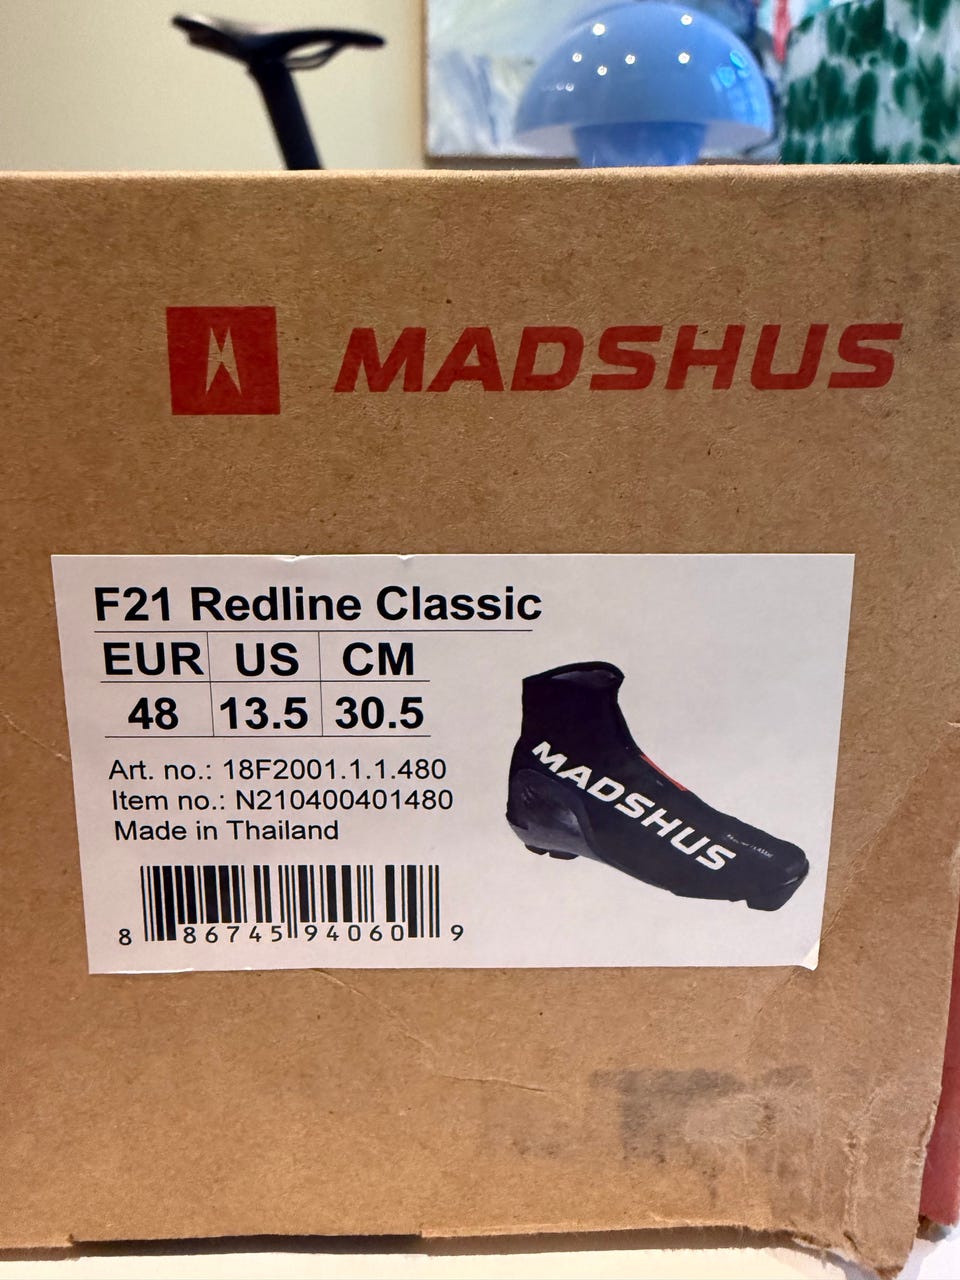 MADSHUS
F21 Redline Classic
EUR US CM
48 13.5 30.5
Art. no.: 18F2001.1.1.480
Item no.: N210400401480
Made in Thailand
8 86745 94060 9
MADSHUS